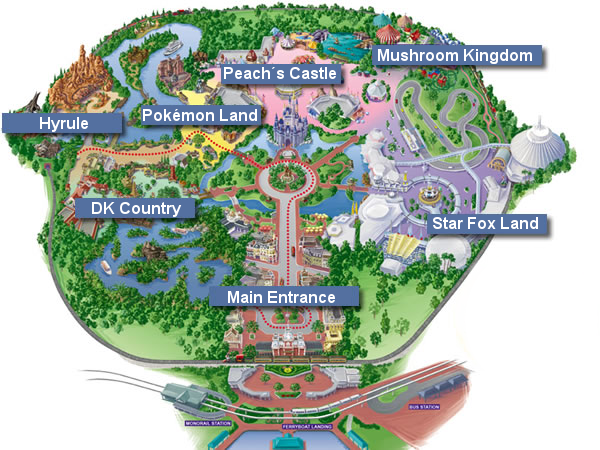 Mushroom Kingdom
Peach´s Castle
Pokémon Land
Hyrule
DK Country
Star Fox Land
Main Entrance
BUS STATION
MONORAIL STATION
FERRYBOAT LANDING